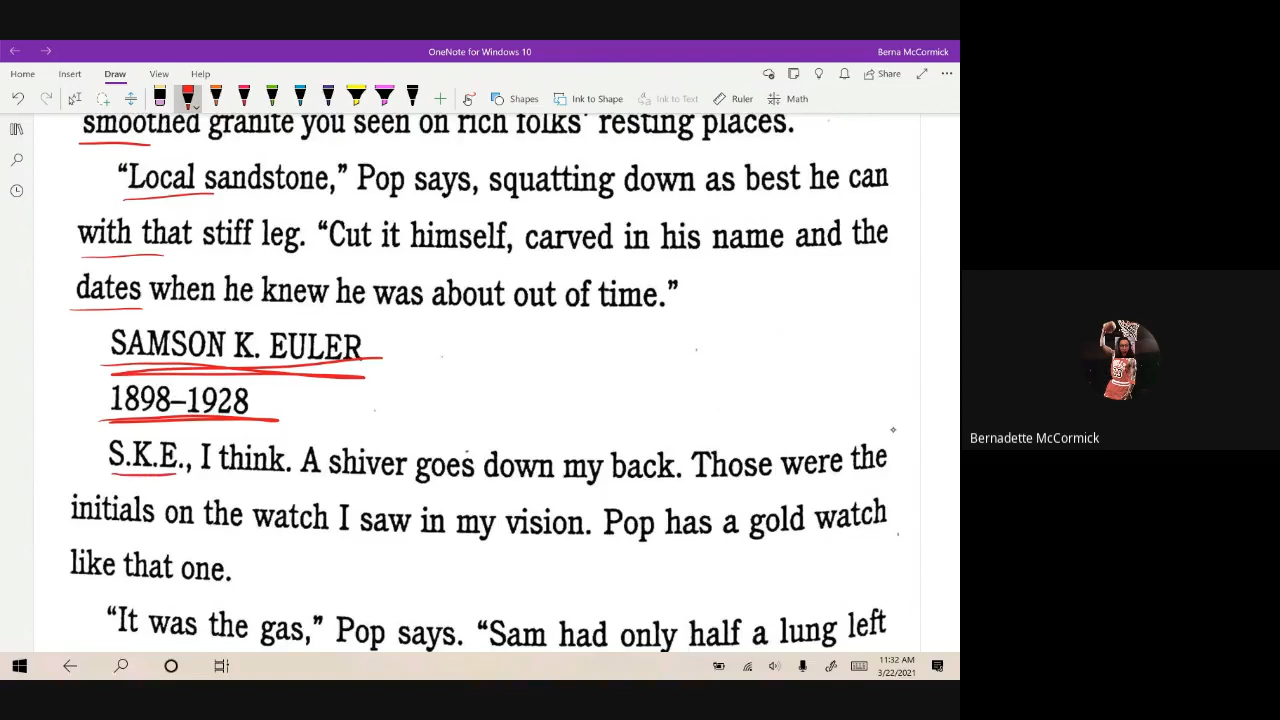 OneNote for Windows 10
Berna McCormick
Home Insert Draw View Help
Share
Shapes Ink to Shape Ink to Text Ruler Math
smoothed granite you seen on rich folks' resting places.
“Local sandstone,” Pop says, squatting down as best he can
with that stiff leg. “Cut it himself, carved in his name and the
dates when he knew he was about out of time.”
SAMSON K. EULER
1898–1928
S.K.E., I think. A shiver goes down my back. Those were the
initials on the watch I saw in my vision. Pop has a gold watch
like that one.
“It was the gas,” Pop says. “Sam had only half a lung left
11:32 AM
3/22/2021
Bernadette McCormick